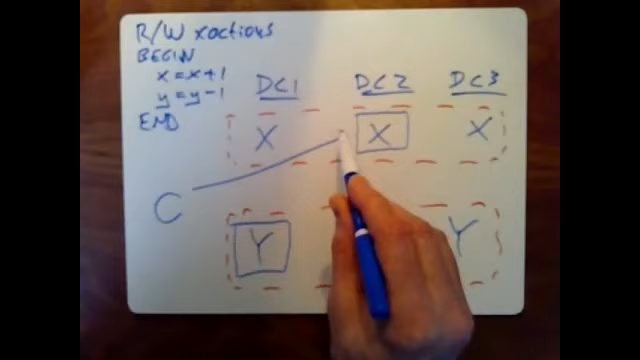 R/W xactions
BEGIN
x = x + 1
y = y - 1
END
DC1 DC2 DC3
X X X
C
Y Y